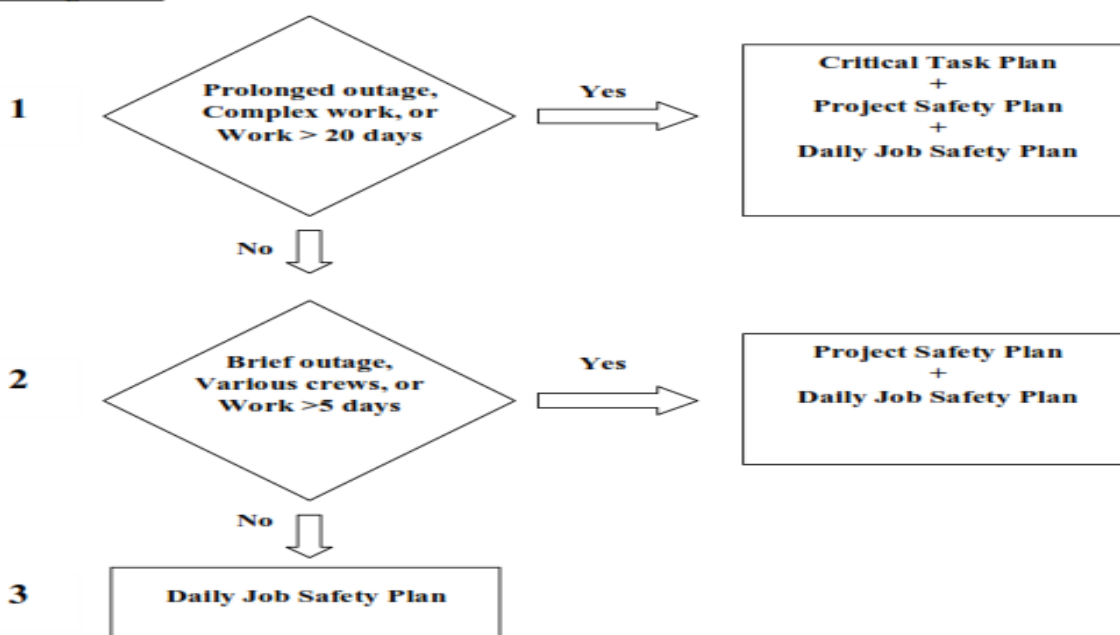 1
Prolonged outage,
Complex work, or
Work > 20 days
Yes
Critical Task Plan
+
Project Safety Plan
+
Daily Job Safety Plan
No
2
Brief outage,
Various crews, or
Work >5 days
Yes
Project Safety Plan
+
Daily Job Safety Plan
No
3
Daily Job Safety Plan